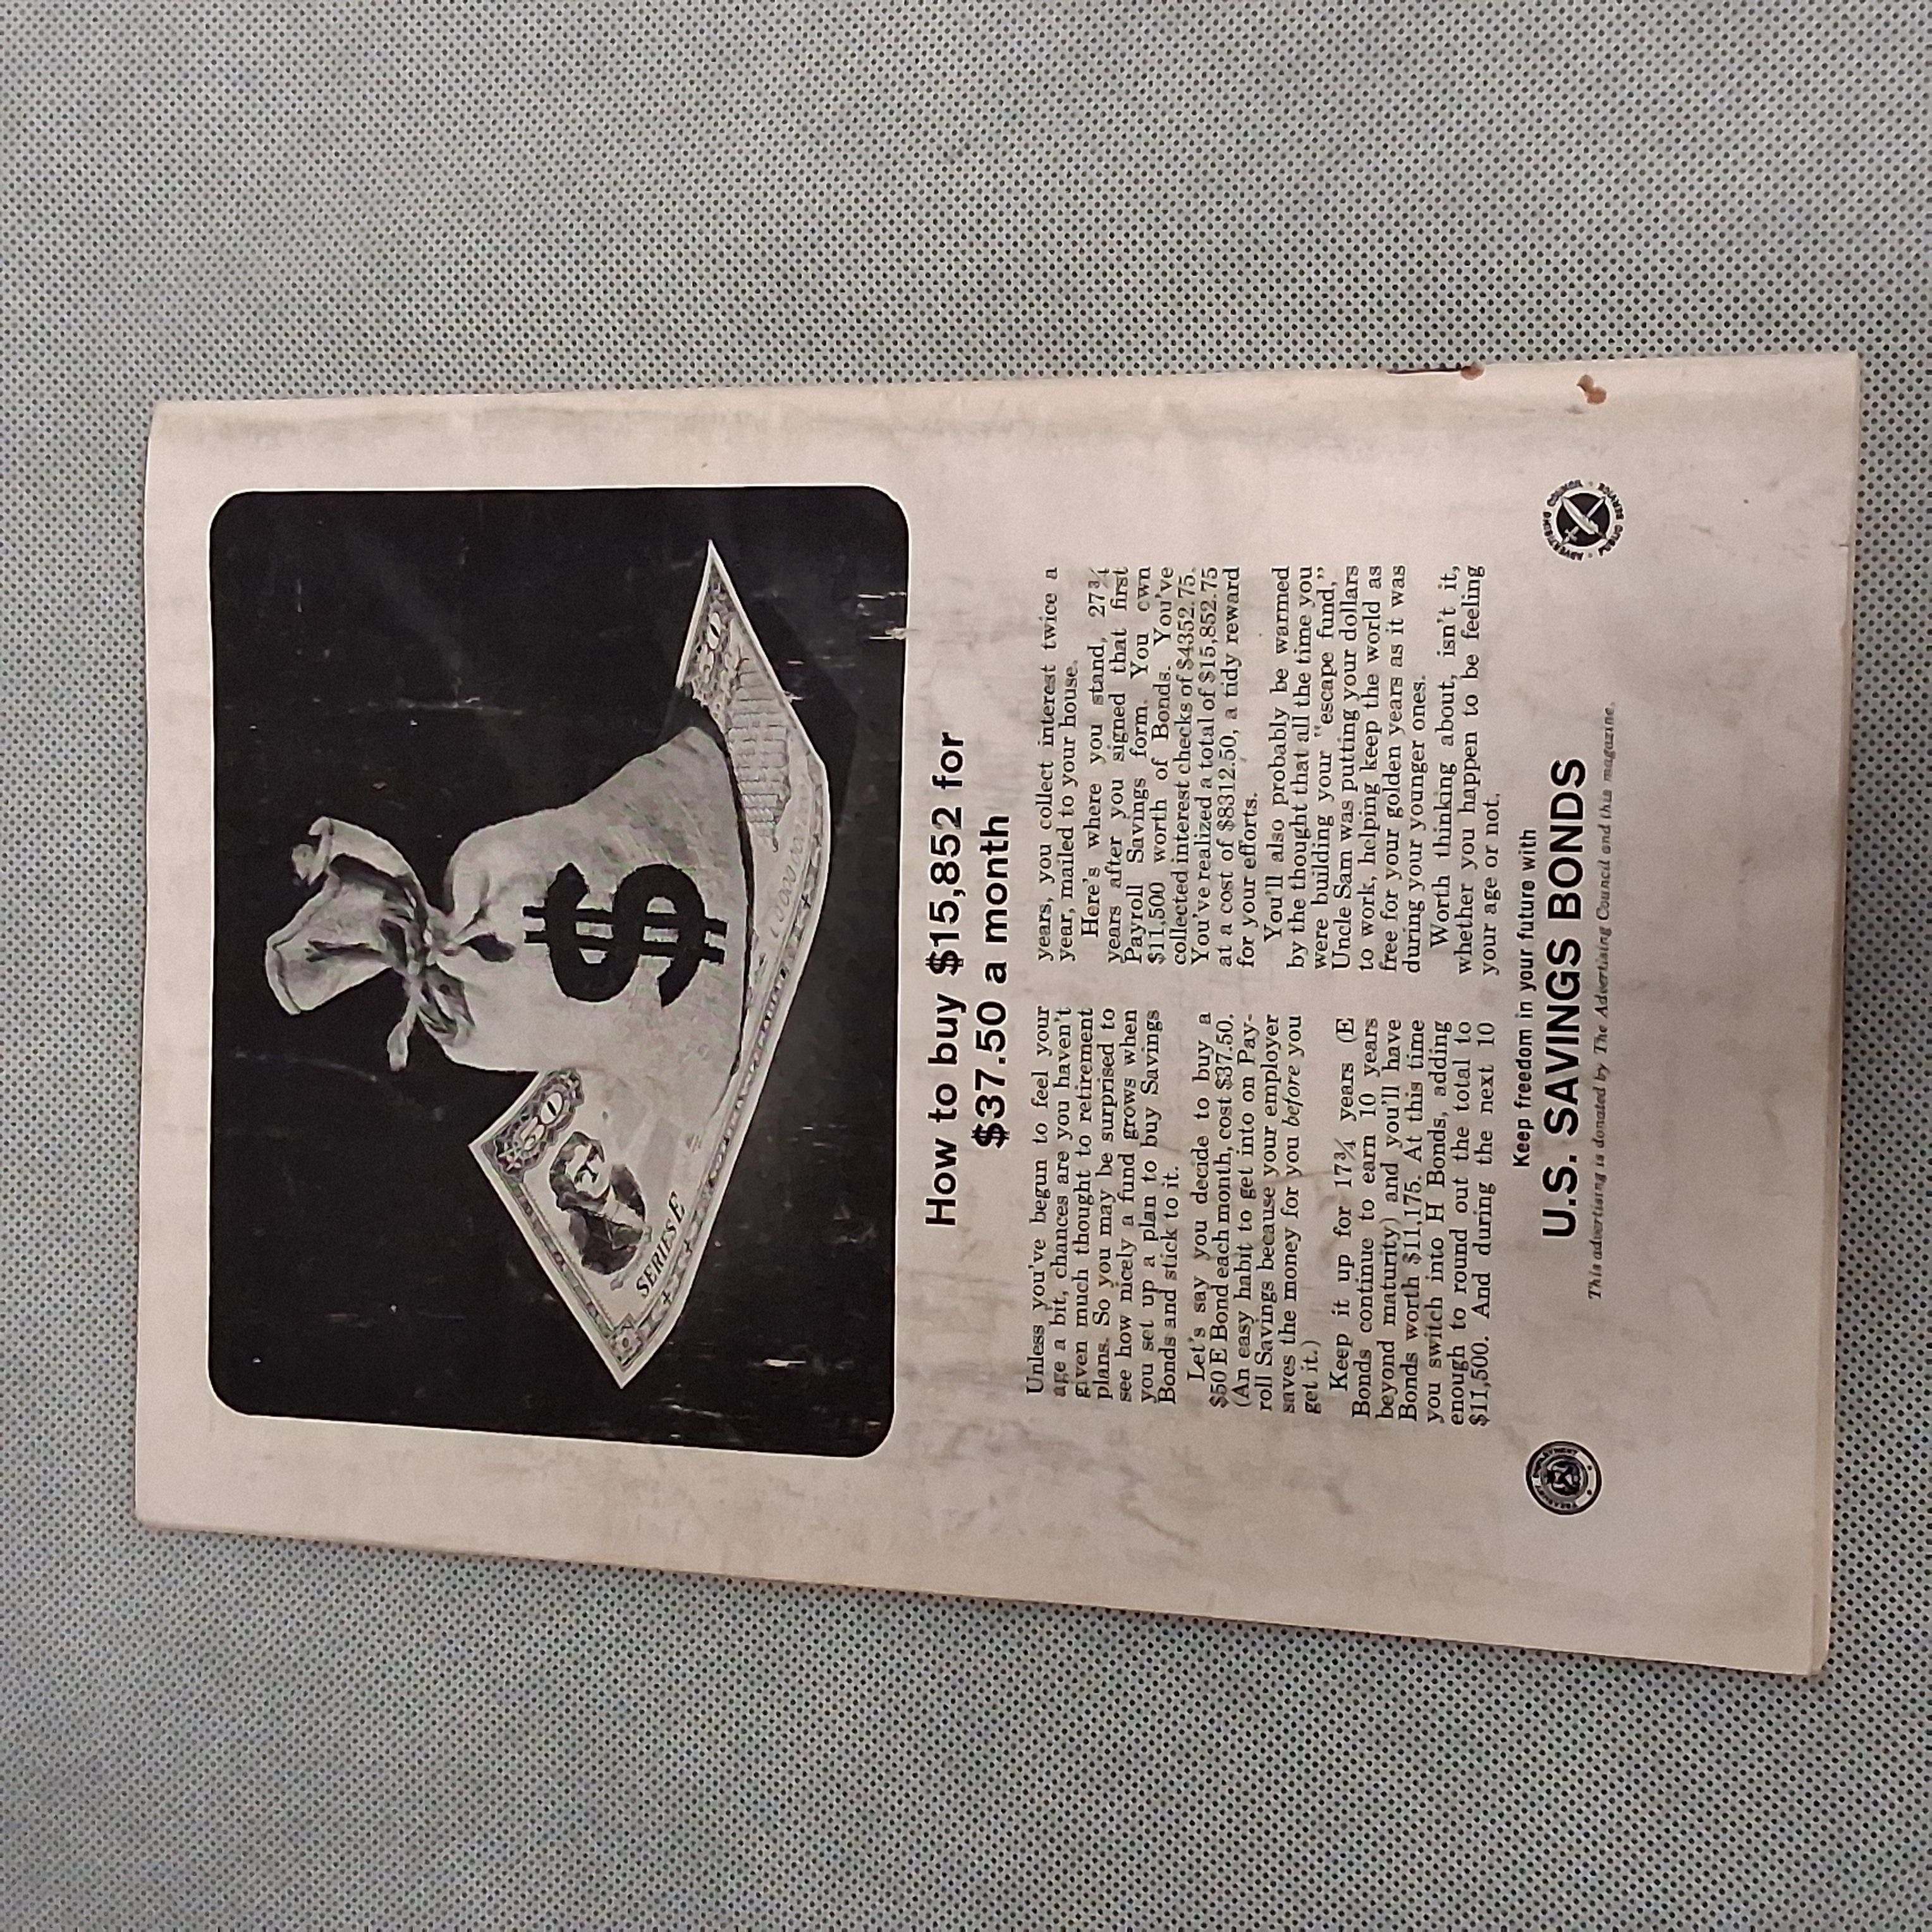 50
SERIES E
How to buy $15,852 for
$37.50 a month
Unless you've begun to feel your
age a bit, chances are you haven't
given much thought to retirement
plans. So you may be surprised to
see how nicely a fund grows when
you set up a plan to buy Savings
Bonds and stick to it.
Let's say you decide to buy a
$50 E Bond each month, cost $37.50.
(An easy habit to get into on Pay-
roll Savings because your employer
saves the money for you before you
get it.)
Keep it up for 17¾ years (E
Bonds continue to earn 10 years
beyond maturity) and you'll have
Bonds worth $11,175. At this time
you switch into H Bonds, adding
enough to round out the total to
$11,500. And during the next 10
years, you collect interest twice a
year, mailed to your house.
Here's where you stand, 27¾
years after you signed that first
Payroll Savings form. You own
$11,500 worth of Bonds. You've
collected interest checks of $4352.75.
You've realized a total of $15,852.75
at a cost of $8312.50, a tidy reward
for your efforts.
You'll also probably be warmed
by the thought that all the time you
were building your "escape fund,"
Uncle Sam was putting your dollars
to work, helping keep the world as
free for your golden years as it was
during your younger ones.
Worth thinking about, isn't it,
whether you happen to be feeling
your age or not.
Keep freedom in your future with
U.S. SAVINGS BONDS
This advertising is donated by The Advertising Council and this magazine.
TREASURY DEPARTMENT
ADVERTISING COUNCIL
PUBLIC SERVICE